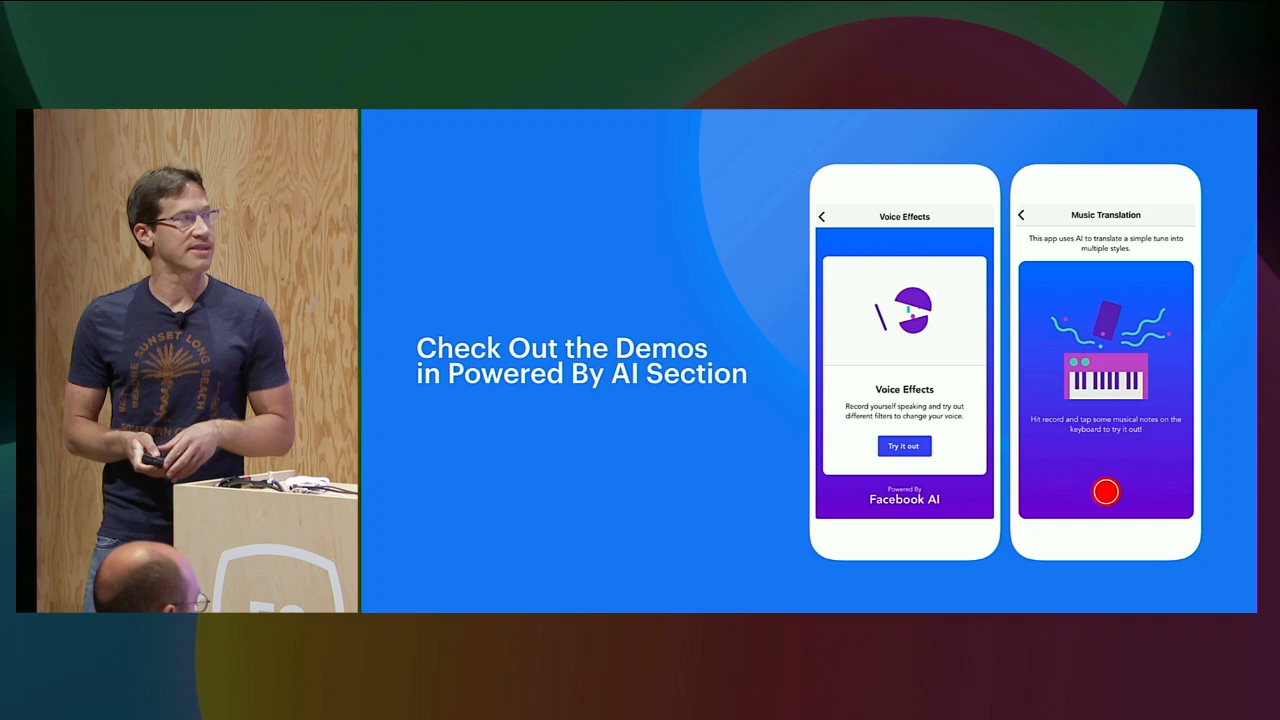 SUNSET LONG
BEACH
Check Out the Demos
in Powered By AI Section
Voice Effects
Voice Effects
Record yourself speaking and try out
different filters to change your voice.
Try it out
Powered By
Facebook AI
Music Translation
This app uses AI to translate a simple tune into
multiple styles.
Hit record and tap some musical notes on the
keyboard to try it out!